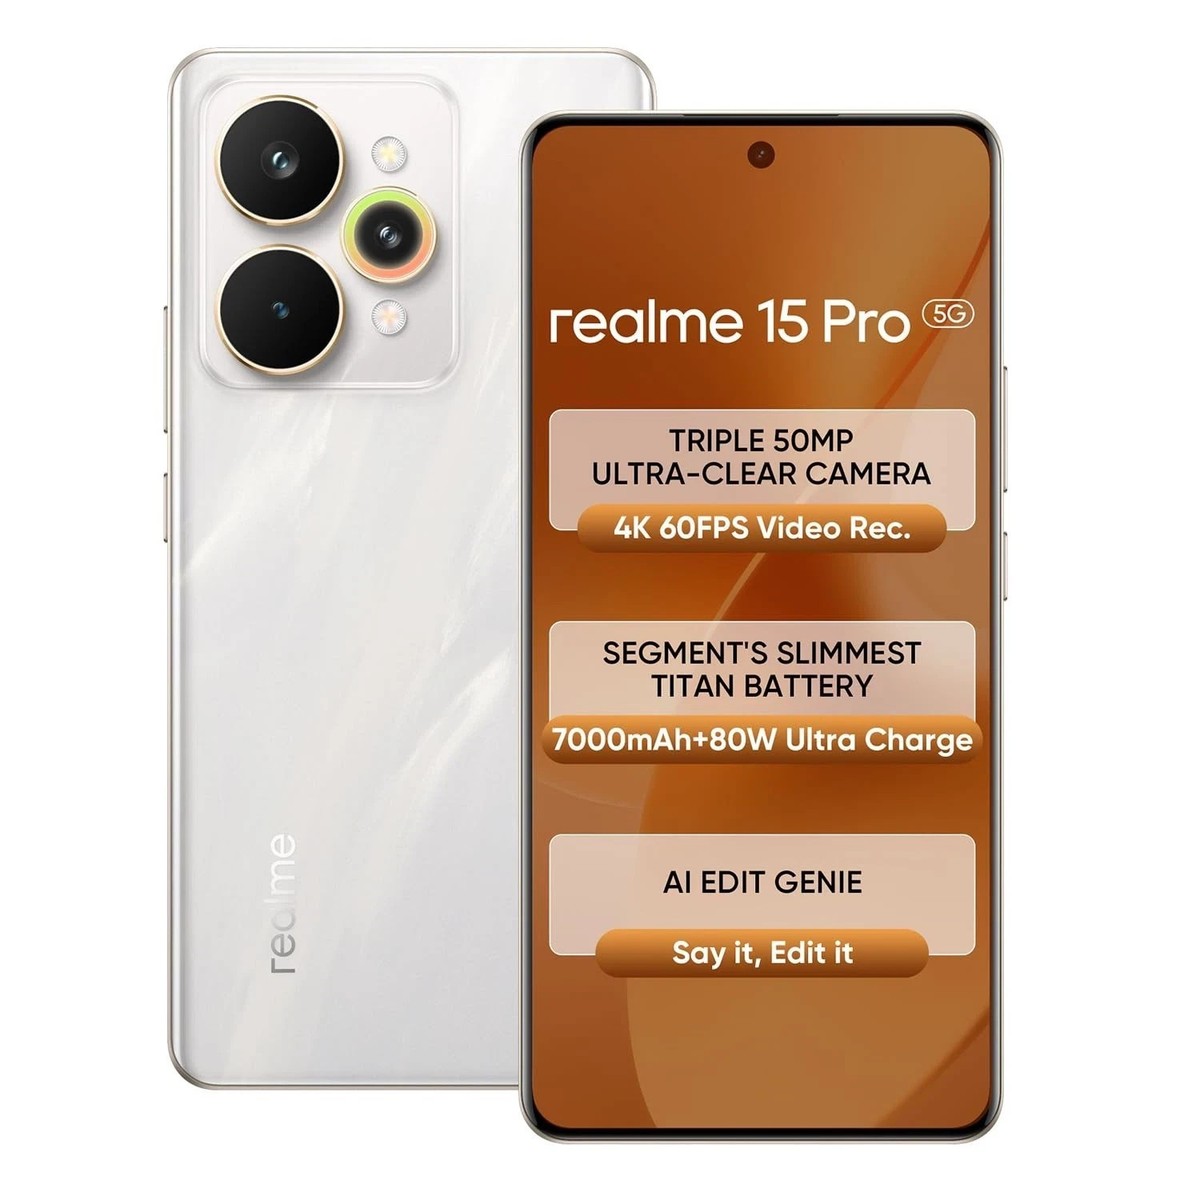 realme 15 Pro 5G
TRIPLE 50MP
ULTRA-CLEAR CAMERA
4K 60FPS Video Rec.
SEGMENT'S SLIMMEST
TITAN BATTERY
7000mAh+80W Ultra Charge
AI EDIT GENIE
Say it, Edit it
realme